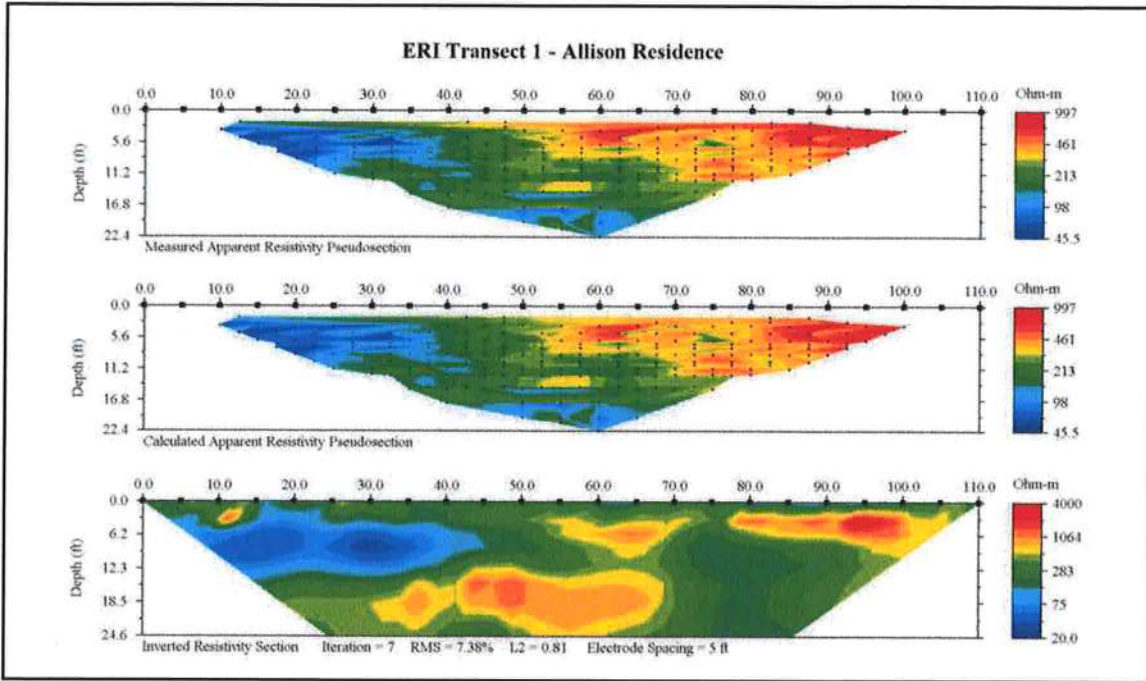 ERI Transect 1 - Allison Residence
0.0 10.0 20.0 30.0 40.0 50.0 60.0 70.0 80.0 90.0 100.0 110.0
Ohm-m
0.0
5.6
11.2
16.8
22.4
Depth (ft)
997
461
213
98
45.5
Measured Apparent Resistivity Pseudosection
0.0 10.0 20.0 30.0 40.0 50.0 60.0 70.0 80.0 90.0 100.0 110.0
Ohm-m
0.0
5.6
11.2
16.8
22.4
Depth (ft)
997
461
213
98
45.5
Calculated Apparent Resistivity Pseudosection
0.0 10.0 20.0 30.0 40.0 50.0 60.0 70.0 80.0 90.0 100.0 110.0
Ohm-m
0.0
6.2
12.3
18.5
24.6
Depth (ft)
4000
1064
283
75
20.0
Inverted Resistivity Section Iteration = 7 RMS = 7.38% L2 = 0.81 Electrode Spacing = 5 ft